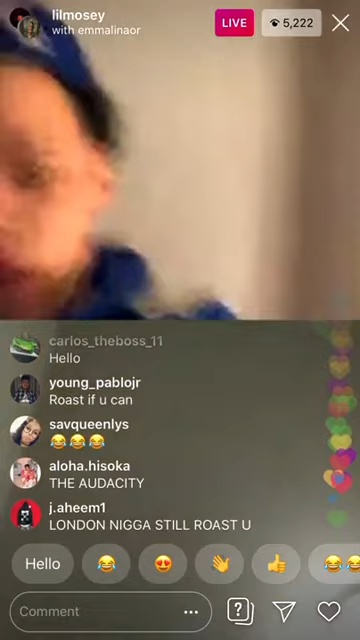 lilmosey
with emmalinaor
LIVE
5,222
carlos_theboss_11
Hello
young_pablojr
Roast if u can
savqueenlys
😂😂😂
aloha.hisoka
THE AUDACITY
j.aheem1
LONDON NIGGA STILL ROAST U
Hello
😂
😍
👋
👍
😂😂
Comment
?